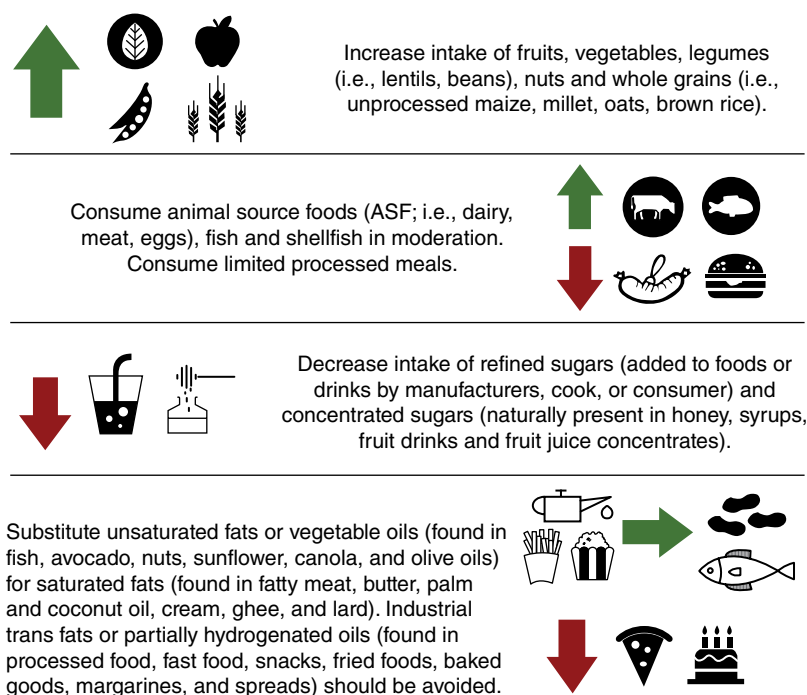 Increase intake of fruits, vegetables, legumes
(i.e., lentils, beans), nuts and whole grains (i.e.,
unprocessed maize, millet, oats, brown rice).
Consume animal source foods (ASF; i.e., dairy,
meat, eggs), fish and shellfish in moderation.
Consume limited processed meals.
Decrease intake of refined sugars (added to foods or
drinks by manufacturers, cook, or consumer) and
concentrated sugars (naturally present in honey, syrups,
fruit drinks and fruit juice concentrates).
Substitute unsaturated fats or vegetable oils (found in
fish, avocado, nuts, sunflower, canola, and olive oils)
for saturated fats (found in fatty meat, butter, palm
and coconut oil, cream, ghee, and lard). Industrial
trans fats or partially hydrogenated oils (found in
processed food, fast food, snacks, fried foods, baked
goods, margarines, and spreads) should be avoided.